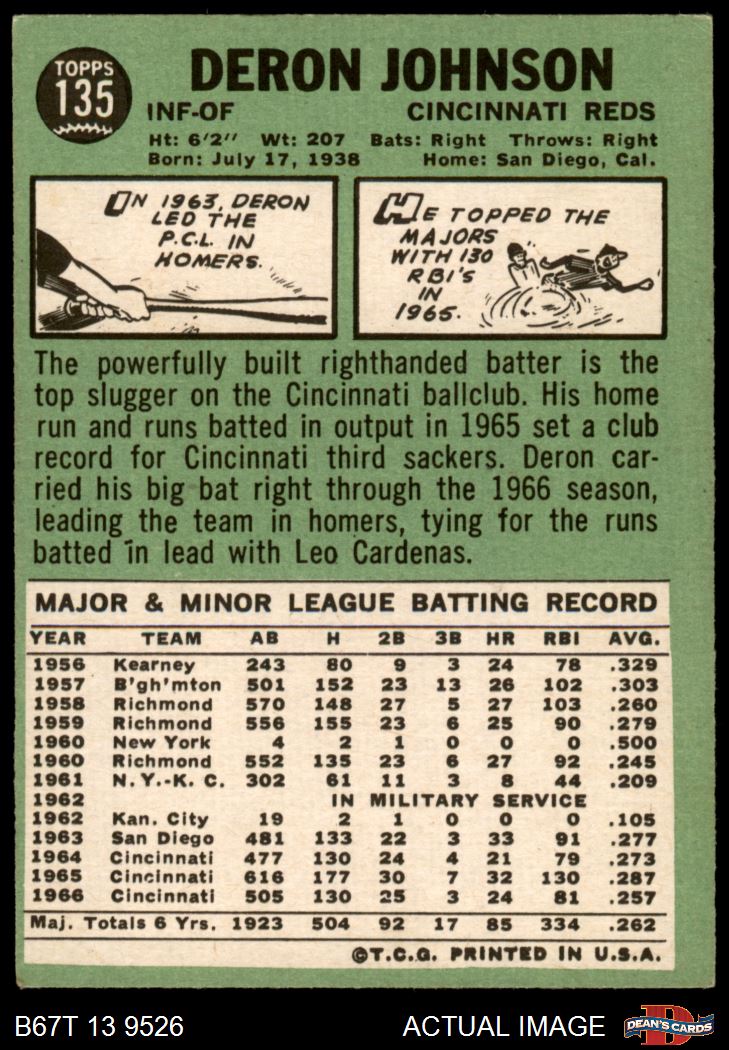 TOPPS
135
DERON JOHNSON
INF-OF CINCINNATI REDS
Ht: 6'2" Wt: 207 Bats: Right Throws: Right
Born: July 17, 1938 Home: San Diego, Cal.
IN 1963, DERON
LED THE
P.C.L. IN
HOMERS.
HE TOPPED THE
MAJORS
WITH 130
RBI'S
IN
1965.
The powerfully built righthanded batter is the
top slugger on the Cincinnati ballclub. His home
run and runs batted in output in 1965 set a club
record for Cincinnati third sackers. Deron car-
ried his big bat right through the 1966 season,
leading the team in homers, tying for the runs
batted in lead with Leo Cardenas.
MAJOR & MINOR LEAGUE BATTING RECORD
YEAR TEAM AB H 2B 3B HR RBI AVG.
1956 Kearney 243 80 9 3 24 78 .329
1957 B'gh'mton 501 152 23 13 26 102 .303
1958 Richmond 570 148 27 5 27 103 .260
1959 Richmond 556 155 23 6 25 90 .279
1960 New York 4 2 1 0 0 0 .500
1960 Richmond 552 135 23 6 27 92 .245
1961 N.Y.-K. C. 302 61 11 3 8 44 .209
1962 IN MILITARY SERVICE
1962 Kan. City 19 2 1 0 0 0 .105
1963 San Diego 481 133 22 3 33 91 .277
1964 Cincinnati 477 130 24 4 21 79 .273
1965 Cincinnati 616 177 30 7 32 130 .287
1966 Cincinnati 505 130 25 3 24 81 .257
Maj. Totals 6 Yrs. 1923 504 92 17 85 334 .262
©T.C.G. PRINTED IN U.S.A.
B67T 13 9526 ACTUAL IMAGE
D
DEAN'S CARDS